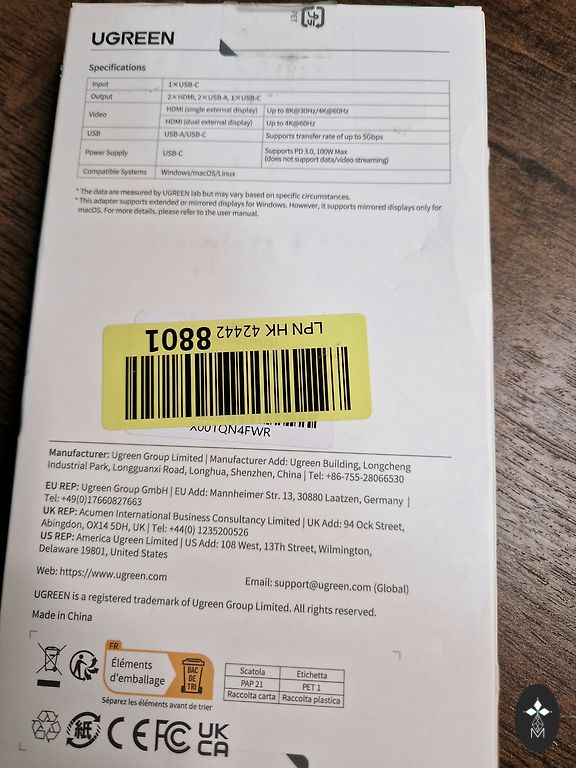 PET
UGREEN
Specifications
Input 1×USB-C
Output 2×HDMI, 2×USB-A, 1×USB-C
Video HDMI (single external display) Up to 8K@30Hz/4K@60Hz
HDMI (dual external display) Up to 4K@60Hz
USB USB-A/USB-C Supports transfer rate of up to 5Gbps
Power Supply USB-C Supports PD 3.0, 100W Max
(does not support data/video streaming)
Compatible Systems Windows/macOS/Linux
* The data are measured by UGREEN lab but may vary based on specific circumstances.
* This adapter supports extended or mirrored displays for Windows. However, it supports mirrored displays only for
macOS. For more details, please refer to the user manual.
LPN HK 42442 8801
X001QN4FWR
Manufacturer: Ugreen Group Limited | Manufacturer Add: Ugreen Building, Longcheng
Industrial Park, Longguanxi Road, Longhua, Shenzhen, China | Tel: +86-755-28066530
EU REP: Ugreen Group GmbH | EU Add: Mannheimer Str. 13, 30880 Laatzen, Germany |
Tel: +49(0)17660827663
UK REP: Acumen International Business Consultancy Limited | UK Add: 94 Ock Street,
Abingdon, OX14 5DH, UK | Tel: +44(0) 1235200526
US REP: America Ugreen Limited | US Add: 108 West, 13Th Street, Wilmington,
Delaware 19801, United States
Web: https://www.ugreen.com Email: support@ugreen.com (Global)
UGREEN is a registered trademark of Ugreen Group Limited. All rights reserved.
Made in China
FR
Éléments
d'emballage
BAC
DE
TRI
Séparez les éléments avant de trier
Scatola Etichetta
PAP 21 PET 1
Raccolta carta Raccolta plastica
紙 CE FC UK
CA
M